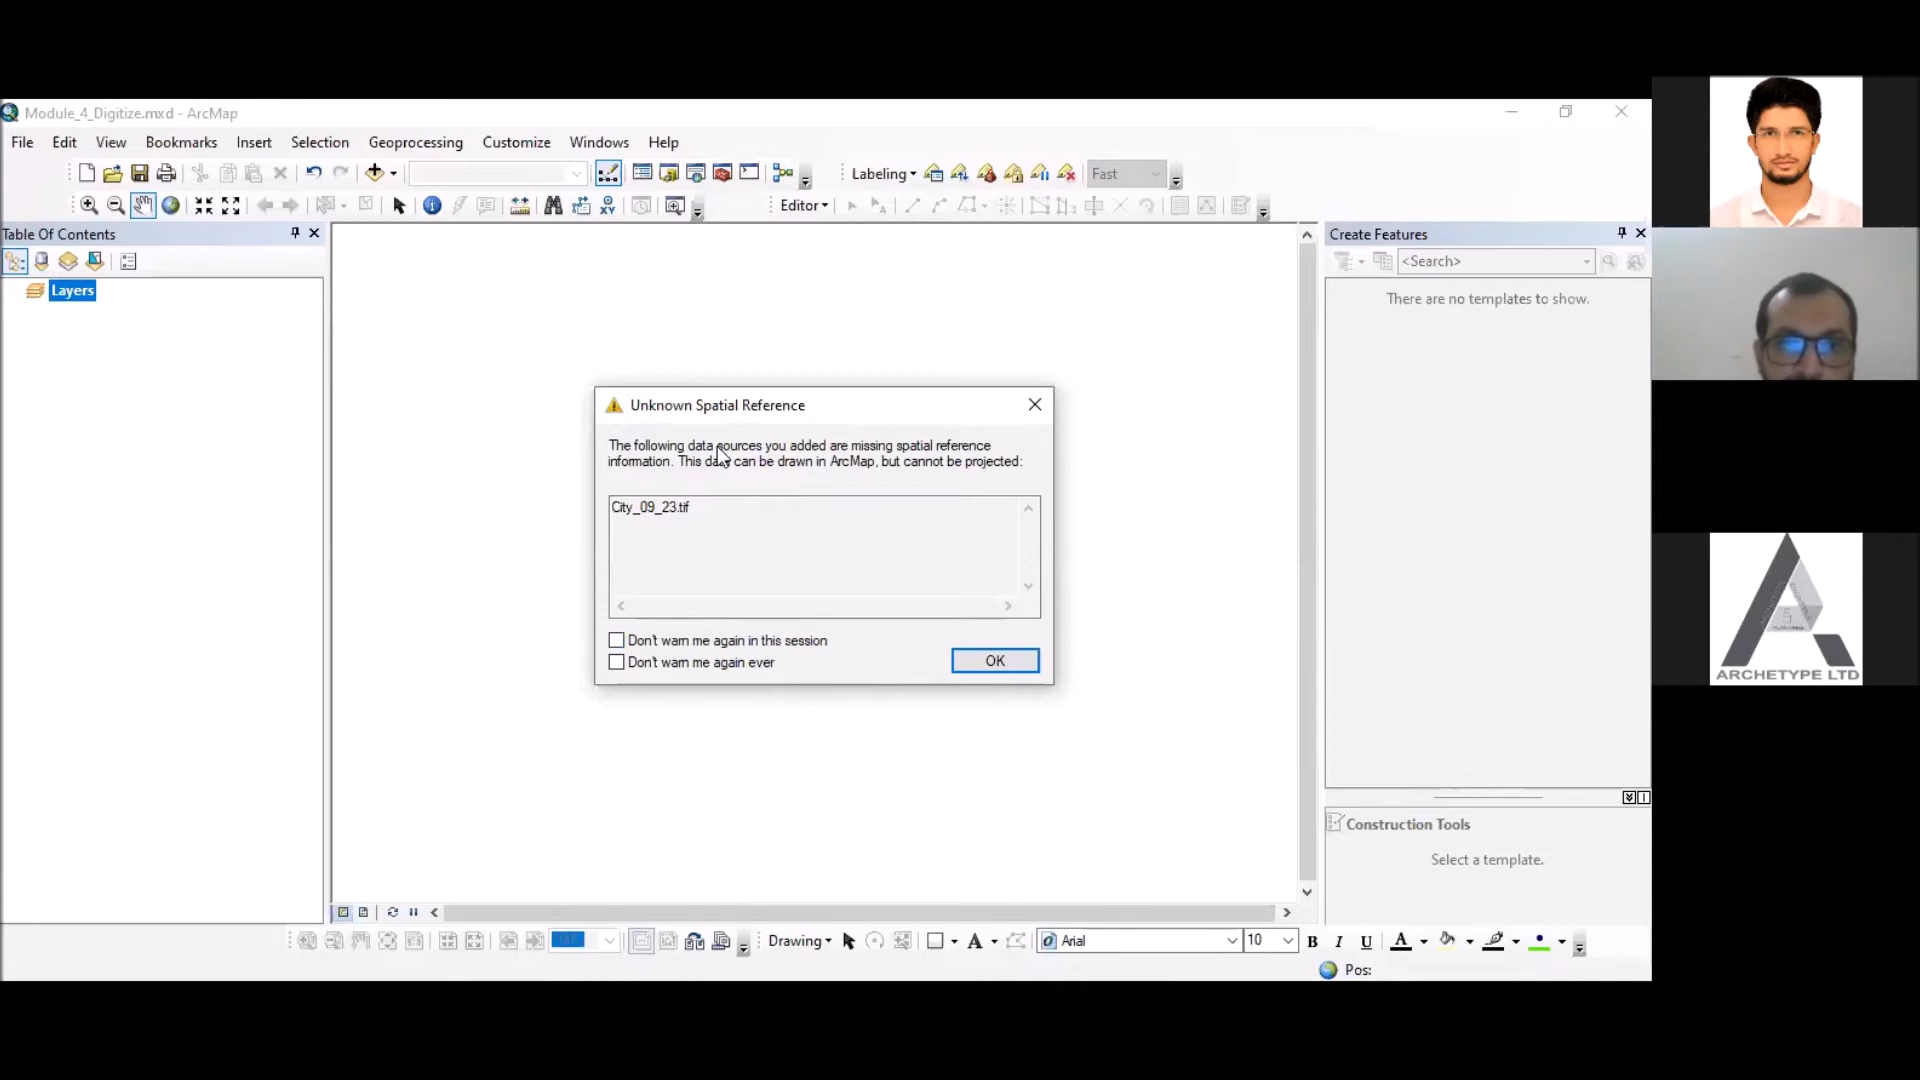 Module_4_Digitize.mxd - ArcMap
File Edit View Bookmarks Insert Selection Geoprocessing Customize Windows Help
Labeling Fast
Editor
Table Of Contents
Layers
Create Features
<Search>
There are no templates to show.
Unknown Spatial Reference
The following data sources you added are missing spatial reference
information. This data can be drawn in ArcMap, but cannot be projected:
City_09_23.tif
Don't warn me again in this session
Don't warn me again ever
OK
Construction Tools
Select a template.
Drawing A Arial 10 B I U A
Pos:
ARCHETYPE LTD